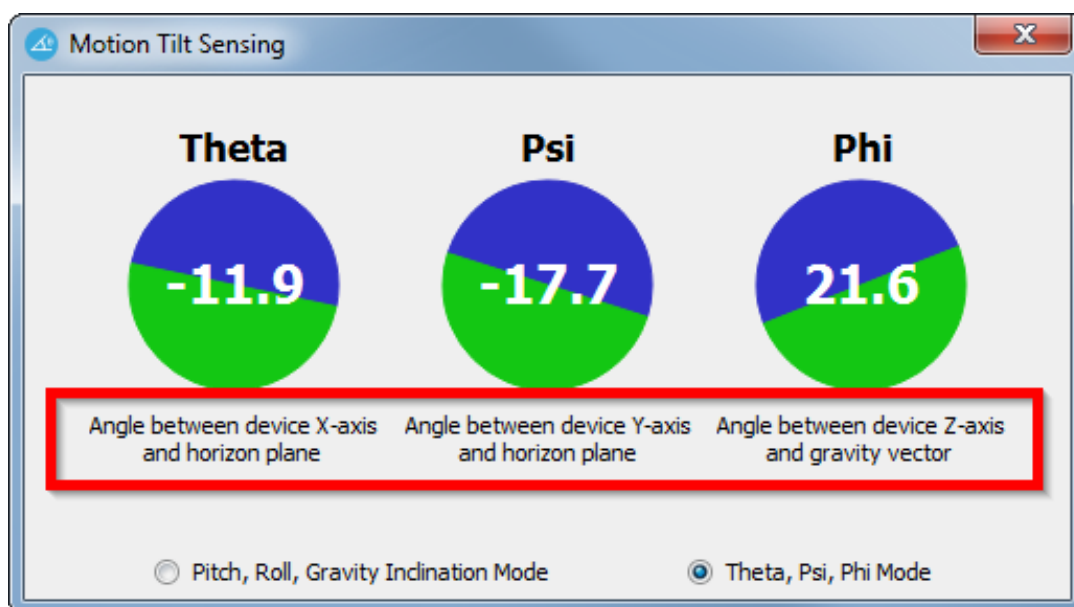 Motion Tilt Sensing
Theta
Psi
Phi
-11.9
-17.7
21.6
Angle between device X-axis
and horizon plane
Angle between device Y-axis
and horizon plane
Angle between device Z-axis
and gravity vector
Pitch, Roll, Gravity Inclination Mode
Theta, Psi, Phi Mode